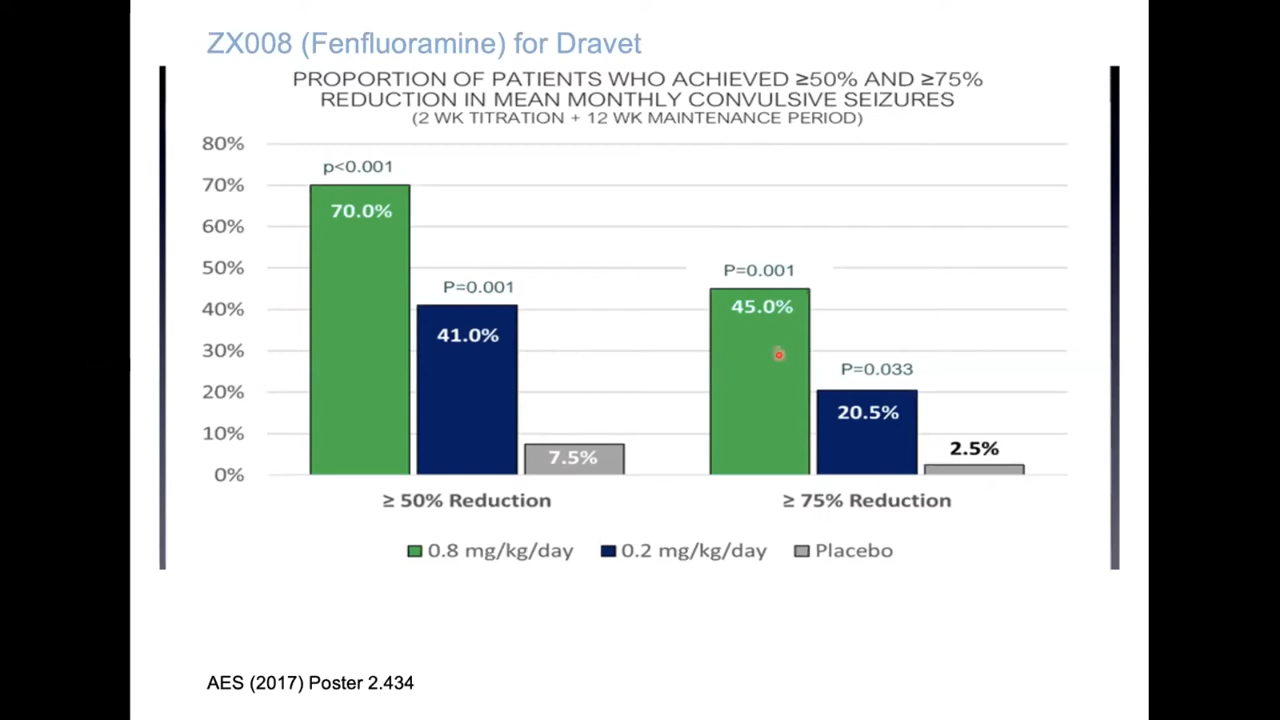 ZX008 (Fenfluoramine) for Dravet
PROPORTION OF PATIENTS WHO ACHIEVED ≥50% AND ≥75%
REDUCTION IN MEAN MONTHLY CONVULSIVE SEIZURES
(2 WK TITRATION + 12 WK MAINTENANCE PERIOD)
80%
70%
60%
50%
40%
30%
20%
10%
0%
p<0.001
70.0%
P=0.001
41.0%
7.5%
P=0.001
45.0%
P=0.033
20.5%
2.5%
≥ 50% Reduction
≥ 75% Reduction
0.8 mg/kg/day
0.2 mg/kg/day
Placebo
AES (2017) Poster 2.434